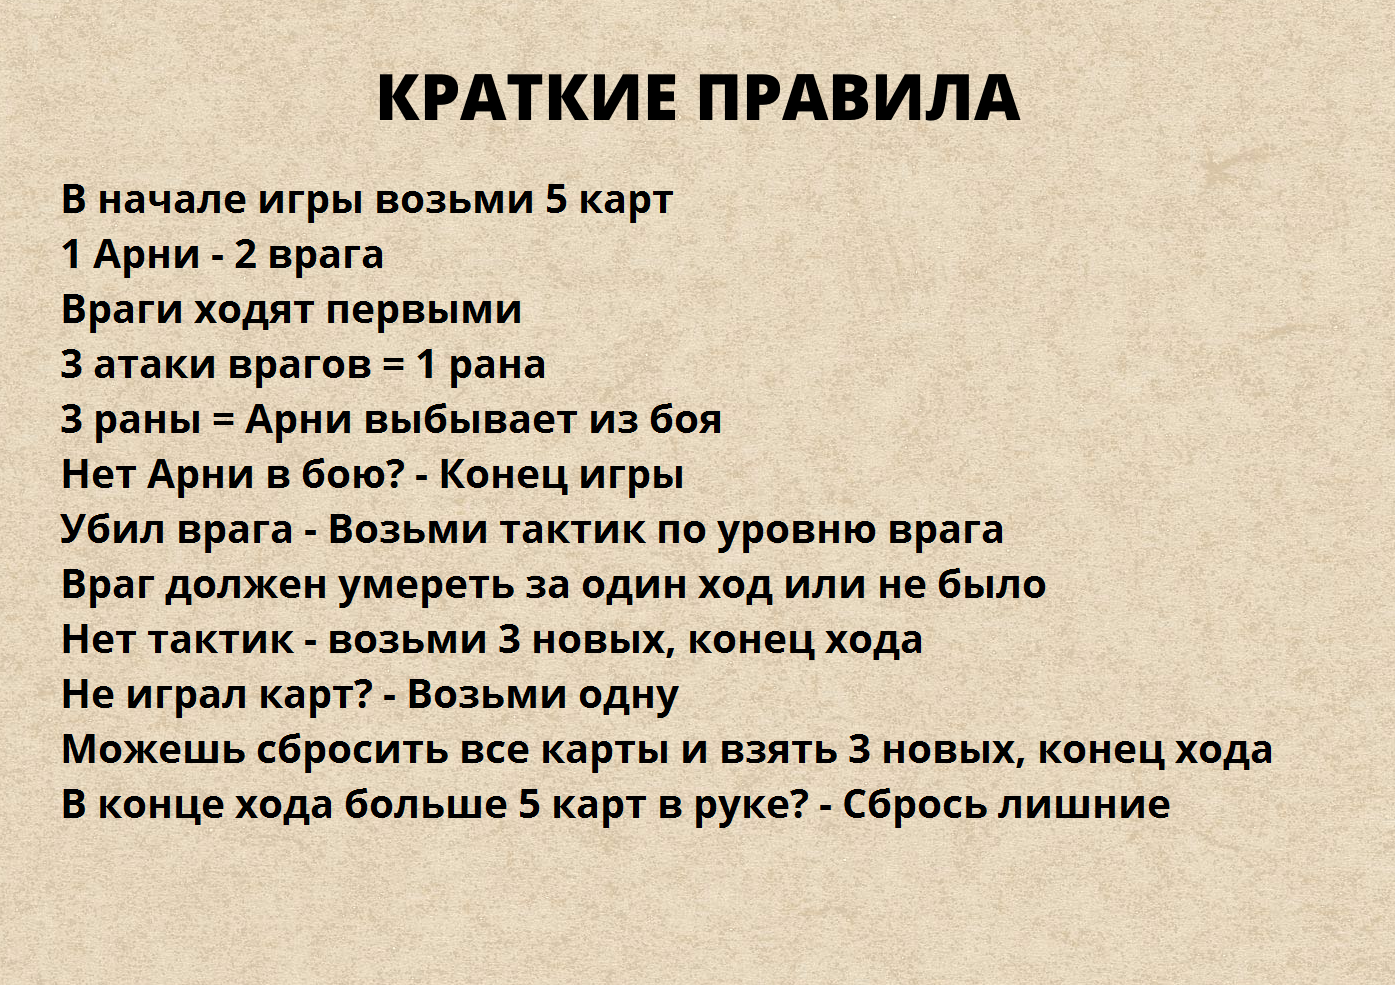 КРАТКИЕ ПРАВИЛА
В начале игры возьми 5 карт
1 Арни - 2 врага
Враги ходят первыми
3 атаки врагов = 1 рана
3 раны = Арни выбывает из боя
Нет Арни в бою? - Конец игры
Убил врага - Возьми тактик по уровню врага
Враг должен умереть за один ход или не было
Нет тактик - возьми 3 новых, конец хода
Не играл карт? - Возьми одну
Можешь сбросить все карты и взять 3 новых, конец хода
В конце хода больше 5 карт в руке? - Сбрось лишние